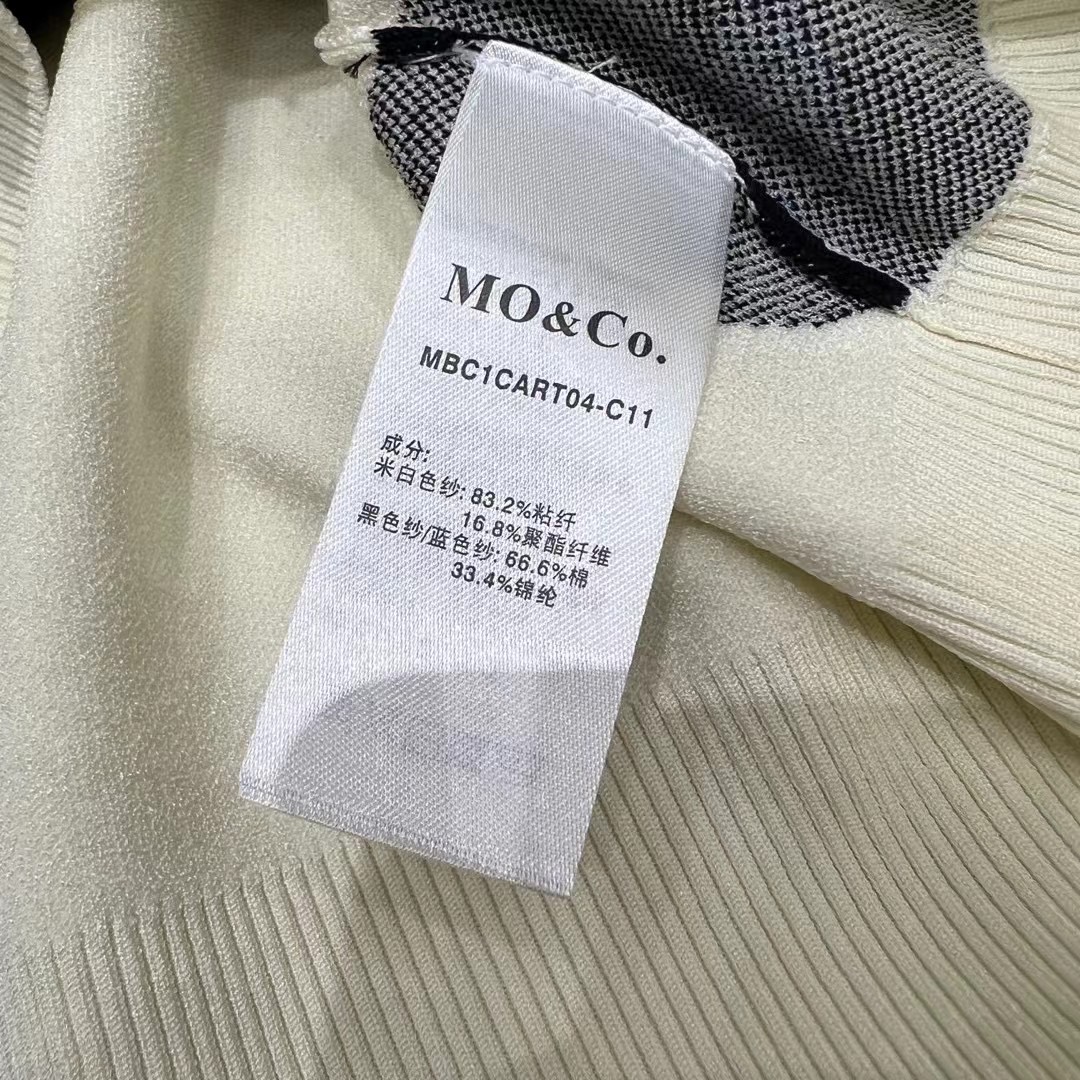 MO&Co.
MBC1CART04-C11
成分:
米白色纱: 83.2%粘纤
16.8%聚酯纤维
黑色纱/蓝色纱: 66.6%棉
33.4%锦纶